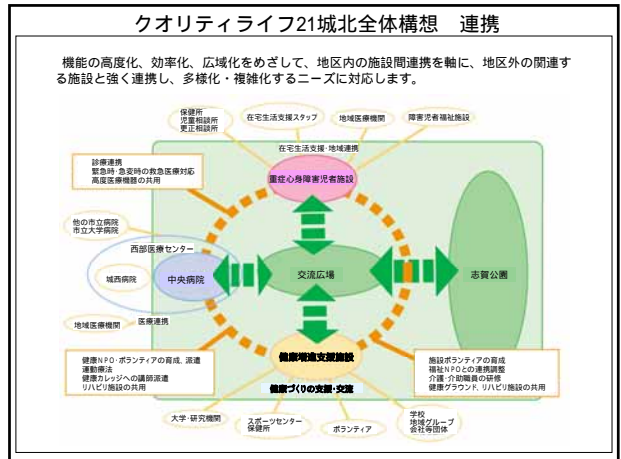 クオリティライフ21城北全体構想　連携
機能の高度化、効率化、広域化をめざして、地区内の施設間連携を軸に、地区外の関連す
る施設と強く連携し、多様化・複雑化するニーズに対応します。
保健所
児童相談所
更正相談所
在宅生活支援スタッフ
地域医療機関
障害児者福祉施設
在宅生活支援・地域連携
重症心身障害児者施設
診療連携
緊急時・急変時の救急医療対応
高度医療機器の共用
他の市立病院
市立大学病院
西部医療センター
城西病院
中央病院
交流広場
志賀公園
地域医療機関
医療連携
健康増進支援施設
健康づくりの支援・交流
健康NPO・ボランティアの育成、派遣
運動療法
健康カレッジへの講師派遣
リハビリ施設の共用
施設ボランティアの育成
福祉NPOとの連携調整
介護・介助職員の研修
健康グラウンド、リハビリ施設の共用
大学・研究機関
スポーツセンター
保健所
ボランティア
学校
地域グループ
会社等団体